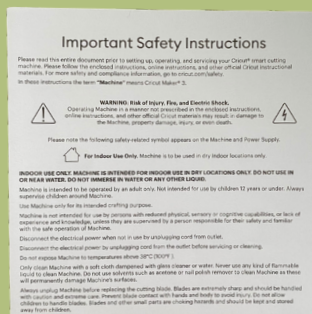 Important Safety Instructions
Please read this entire document prior to setting up, operating, and servicing your Cricut® smart cutting
machine. Please follow the enclosed instructions, online instructions, and other official Cricut instructional
materials. For more safety and compliance information, go to cricut.com/safety.
In these instructions the term "Machine" means Cricut Maker® 3.
WARNING: Risk of Injury, Fire, and Electric Shock.
Operating Machine in a manner not prescribed in the enclosed instructions,
online instructions, and other official Cricut materials may result in damage to
the Machine, property damage, injury, or even death.
Please note the following safety-related symbol appears on the Machine and Power Supply.
For Indoor Use Only. Machine is to be used in dry indoor locations only.
INDOOR USE ONLY. MACHINE IS INTENDED FOR INDOOR USE IN DRY LOCATIONS ONLY. DO NOT USE IN
OR NEAR WATER. DO NOT IMMERSE IN WATER OR ANY OTHER LIQUID.
Machine is intended to be operated by an adult only. Not intended for use by children 12 years or under. Always
supervise children around Machine.
Use Machine only for its intended crafting purpose.
Machine is not intended for use by persons with reduced physical, sensory or cognitive capabilities, or lack of
experience and knowledge, unless they are supervised by a person responsible for their safety and familiar
with the safe operation of Machine.
Disconnect the electrical power when not in use by unplugging cord from outlet.
Disconnect the electrical power by unplugging cord from the outlet before servicing or cleaning.
Do not expose Machine to temperatures above 38°C (100°F)
Only clean Machine with a soft cloth dampened with glass cleaner or water. Never use any kind of flammable
liquid to clean Machine. Do not use solvents such as acetone or nail polish remover to clean Machine as these
will permanently damage Machine's surfaces.
Always unplug Machine before replacing the cutting blade. Blades are extremely sharp and should be handled
with caution and extreme care. Prevent blade contact with hands and body to avoid injury. Do not allow
children to handle blades. Blades and other small parts are choking hazards and should be kept and stored
away from children.